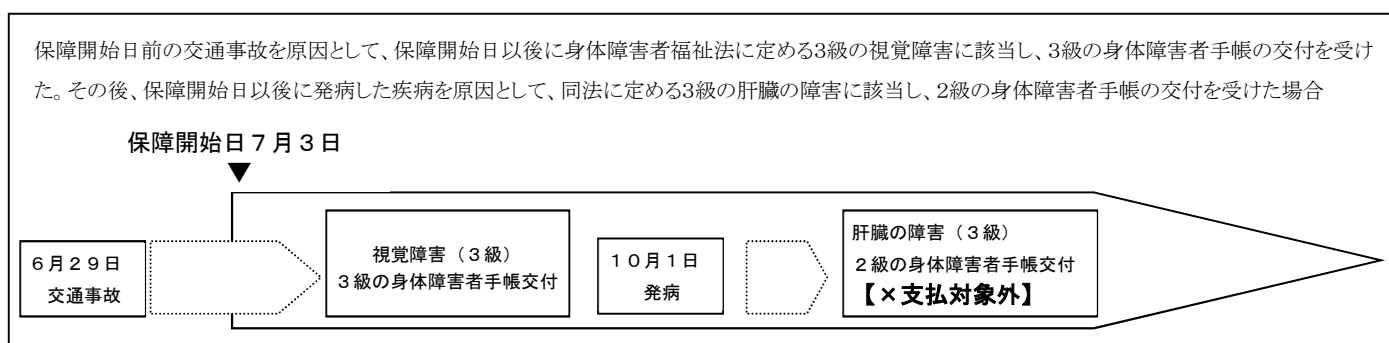 保障開始日前の交通事故を原因として、保障開始日以後に身体障害者福祉法に定める3級の視覚障害に該当し、3級の身体障害者手帳の交付を受け
た。その後、保障開始日以後に発病した疾病を原因として、同法に定める3級の肝臓の障害に該当し、2級の身体障害者手帳の交付を受けた場合
保障開始日７月３日
▼
６月２９日
交通事故
視覚障害（３級）
３級の身体障害者手帳交付
１０月１日
発病
肝臓の障害（３級）
２級の身体障害者手帳交付
【×支払対象外】